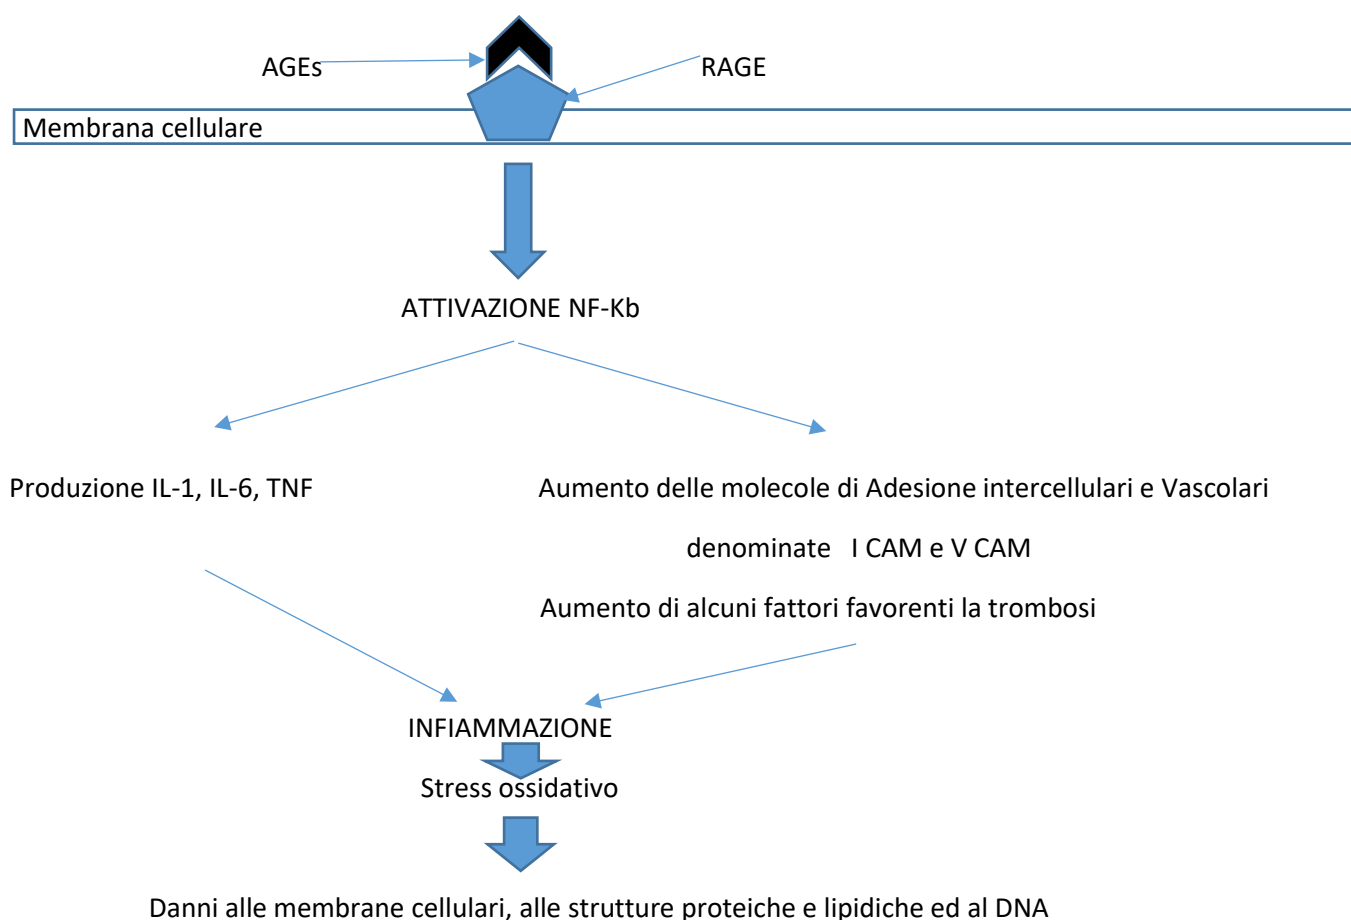 AGEs
RAGE
Membrana cellulare
ATTIVAZIONE NF-Kb
Produzione IL-1, IL-6, TNF
Aumento delle molecole di Adesione intercellulari e Vascolari
denominate I CAM e V CAM
Aumento di alcuni fattori favorenti la trombosi
INFIAMMAZIONE
Stress ossidativo
Danni alle membrane cellulari, alle strutture proteiche e lipidiche ed al DNA